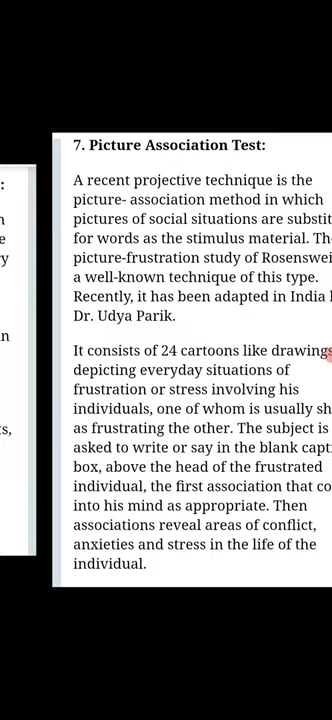 :
n
e
y
n
s,
7. Picture Association Test:
A recent projective technique is the
picture- association method in which
pictures of social situations are substit
for words as the stimulus material. Th
picture-frustration study of Rosenswei
a well-known technique of this type.
Recently, it has been adapted in India
Dr. Udya Parik.
It consists of 24 cartoons like drawings
depicting everyday situations of
frustration or stress involving his
individuals, one of whom is usually sh
as frustrating the other. The subject is
asked to write or say in the blank capt
box, above the head of the frustrated
individual, the first association that co
into his mind as appropriate. Then
associations reveal areas of conflict,
anxieties and stress in the life of the
individual.